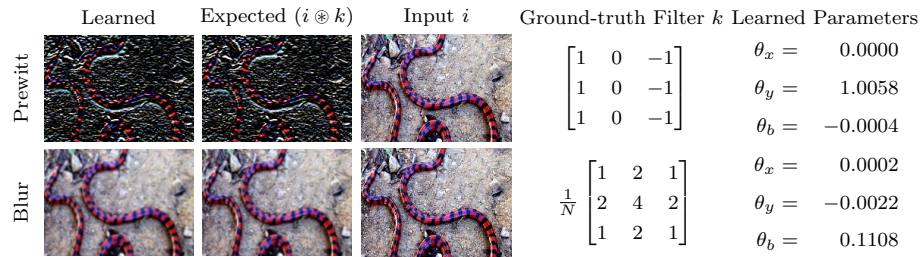 Learned Expected (i ⊛ k) Input i Ground-truth Filter k Learned Parameters
Prewitt
1 0 −1
1 0 −1
1 0 −1
θx = 0.0000
θy = 1.0058
θb = −0.0004
Blur
1/N
1 2 1
2 4 2
1 2 1
θx = 0.0002
θy = −0.0022
θb = 0.1108